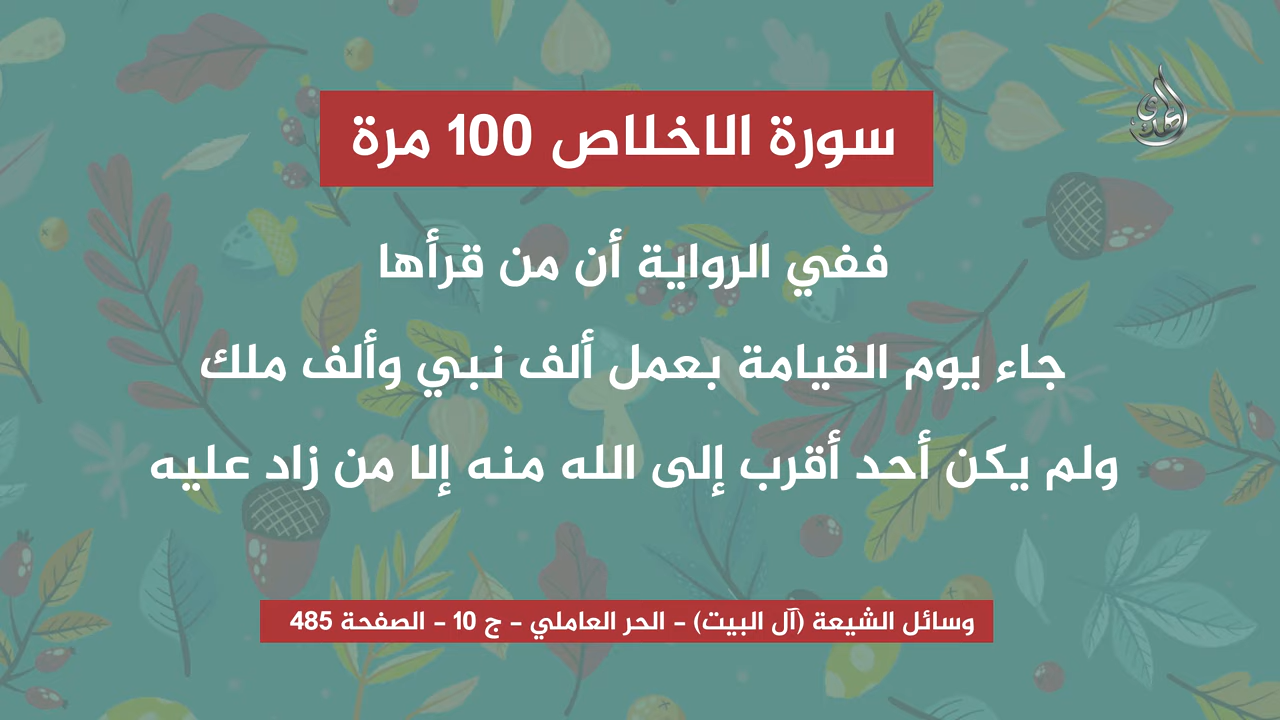 الهدى
سورة الاخلاص 100 مرة
ففي الرواية أن من قرأها
جاء يوم القيامة بعمل ألف نبي وألف ملك
ولم يكن أحد أقرب إلى الله منه إلا من زاد عليه
وسائل الشيعة (آل البيت) - الحر العاملي - ج 10 - الصفحة 485